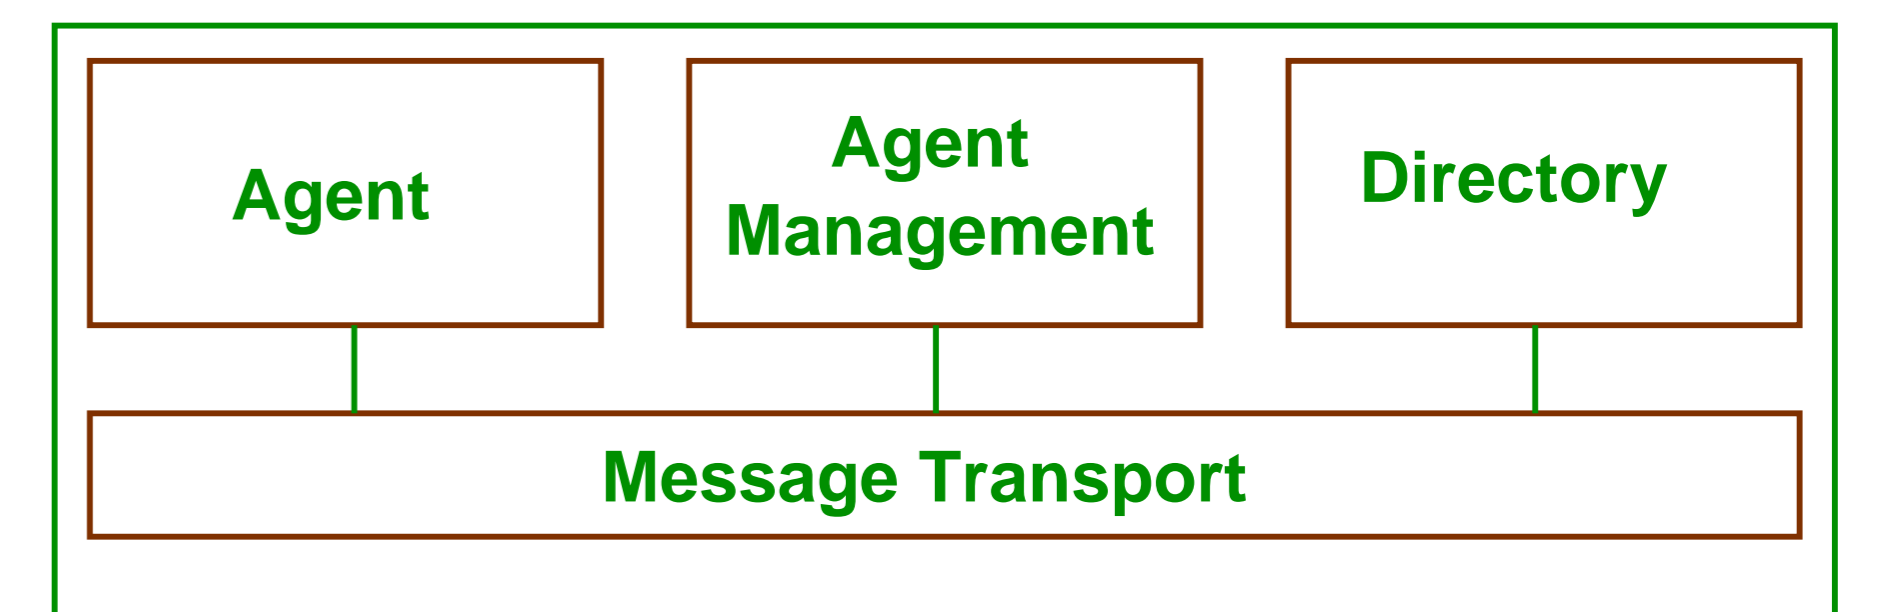 Agent
Agent
Management
Directory
Message Transport